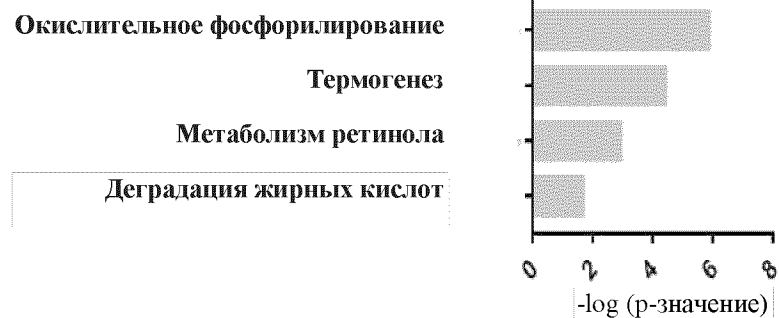 Окислительное фосфорилирование
Термогенез
Метаболизм ретинола
Деградация жирных кислот
0 2 4 6 8
-log (p-значение)